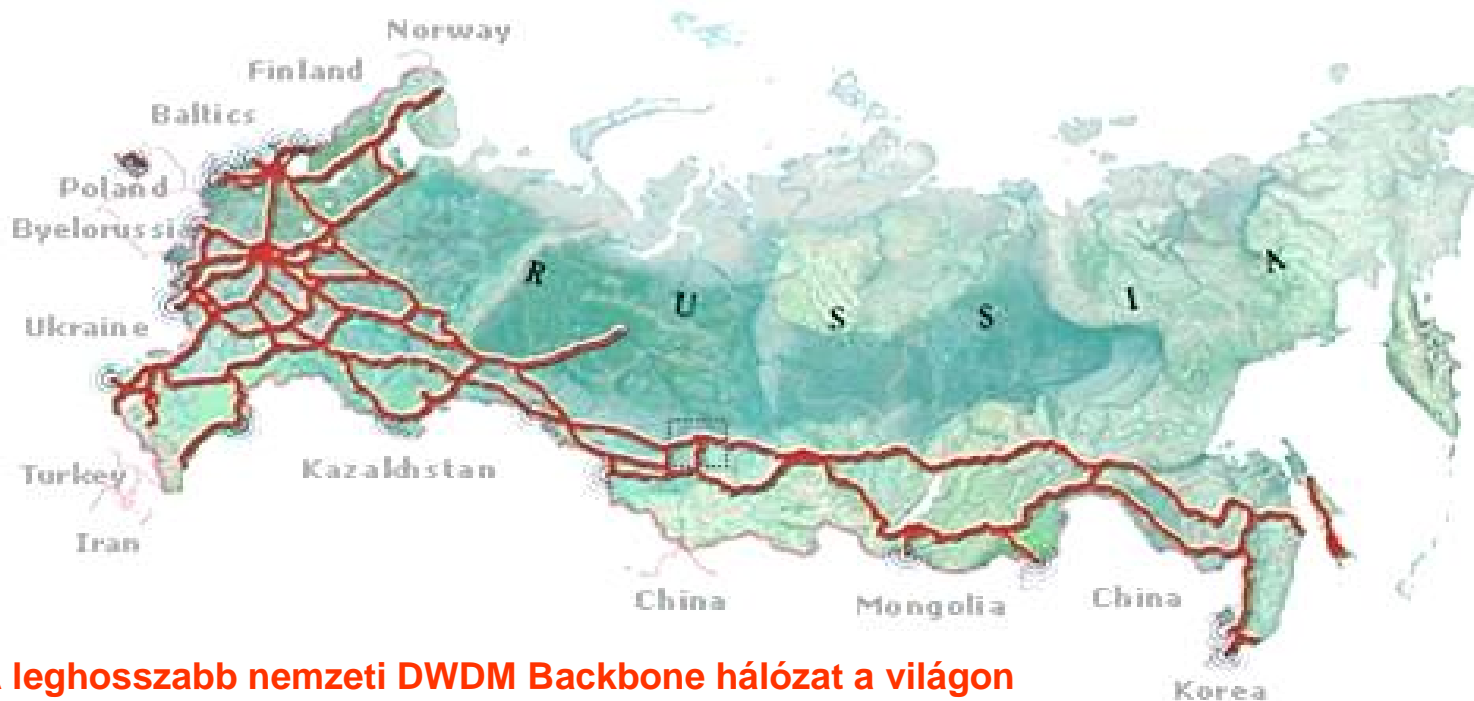 Norway
Finland
Baltics
Poland
Byelorussia
Ukraine
R U S S I A
Turkey
Kazakhstan
Iran
China
Mongolia
China
Korea
leghosszabb nemzeti DWDM Backbone hálózat a világon